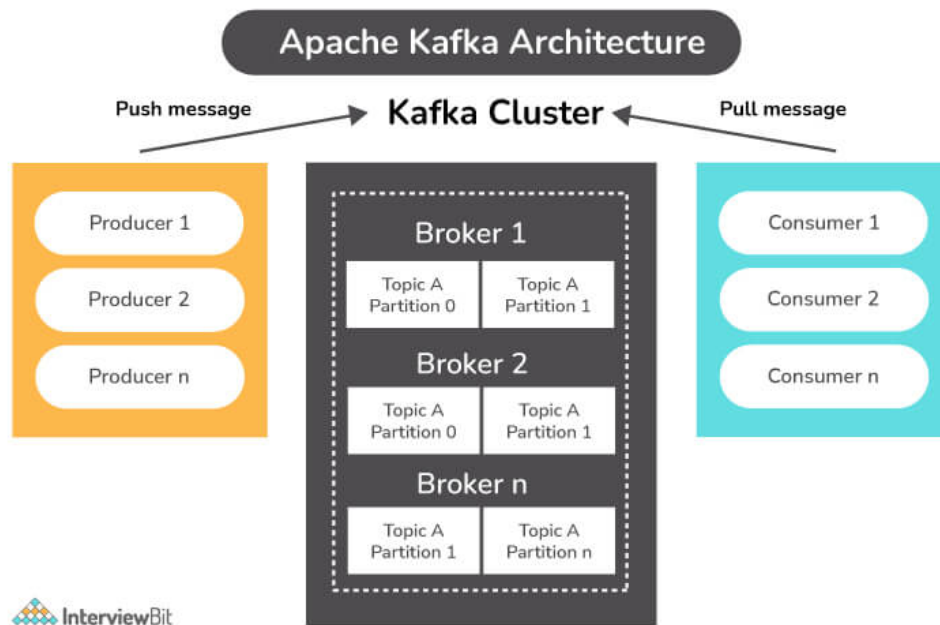 Apache Kafka Architecture
Push message
Kafka Cluster
Pull message
Producer 1
Producer 2
Producer n
Broker 1
Topic A
Partition 0
Topic A
Partition 1
Broker 2
Topic A
Partition 0
Topic A
Partition 1
Broker n
Topic A
Partition 1
Topic A
Partition n
Consumer 1
Consumer 2
Consumer n
InterviewBit